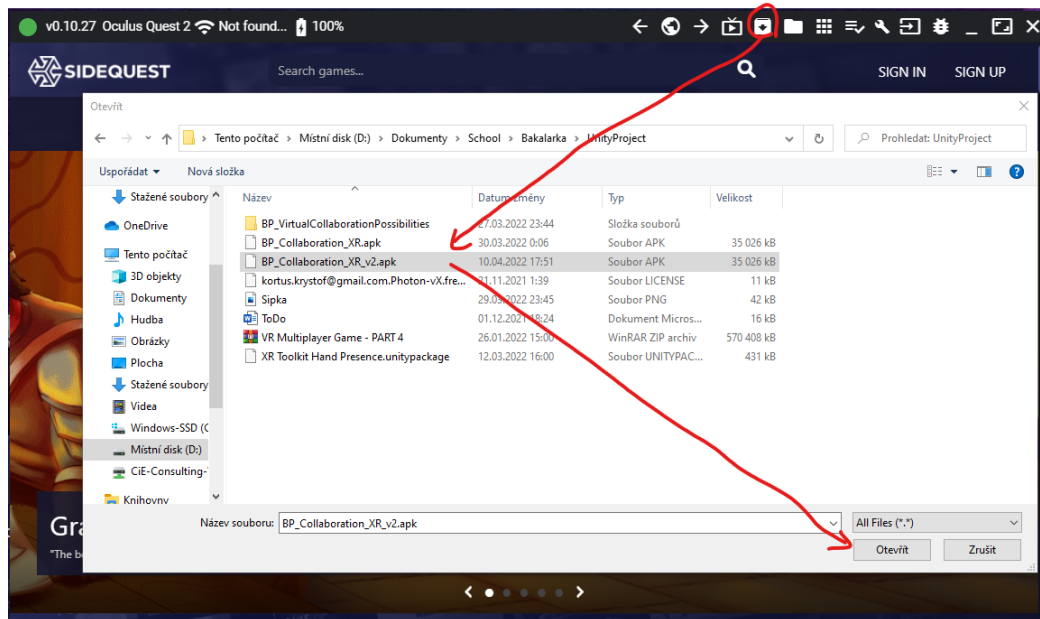 v0.10.27 Oculus Quest 2 Not found... 100%
SIDEQUEST Search games... SIGN IN SIGN UP
Otevřít
Tento počítač › Místní disk (D:) › Dokumenty › School › Bakalarka › UnityProject Prohledat: UnityProject
Uspořádat Nová složka
Stažené soubory Název Datum změny Typ Velikost
OneDrive BP_VirtualCollaborationPossibilities 27.03.2022 23:44 Složka souborů
BP_Collaboration_XR.apk 30.03.2022 0:06 Soubor APK 35 026 kB
Tento počítač BP_Collaboration_XR_v2.apk 10.04.2022 17:51 Soubor APK 35 026 kB
3D objekty kortus.krystof@gmail.com.Photon-vX.fre... 21.11.2021 1:39 Soubor LICENSE 11 kB
Dokumenty Sipka 29.03.2022 23:45 Soubor PNG 42 kB
Hudba ToDo 01.12.2021 18:24 Dokument Micros... 16 kB
Obrázky VR Multiplayer Game - PART 4 26.01.2022 15:00 WinRAR ZIP archiv 570 408 kB
Plocha XR Toolkit Hand Presence.unitypackage 12.03.2022 16:00 Soubor UNITYPAC... 431 kB
Stažené soubory
Videa
Windows-SSD (C
Místní disk (D:)
CiE-Consulting-
Knihovny
Název souboru: BP_Collaboration_XR_v2.apk All Files (*.*)
Otevřít Zrušit
Gra
"The b